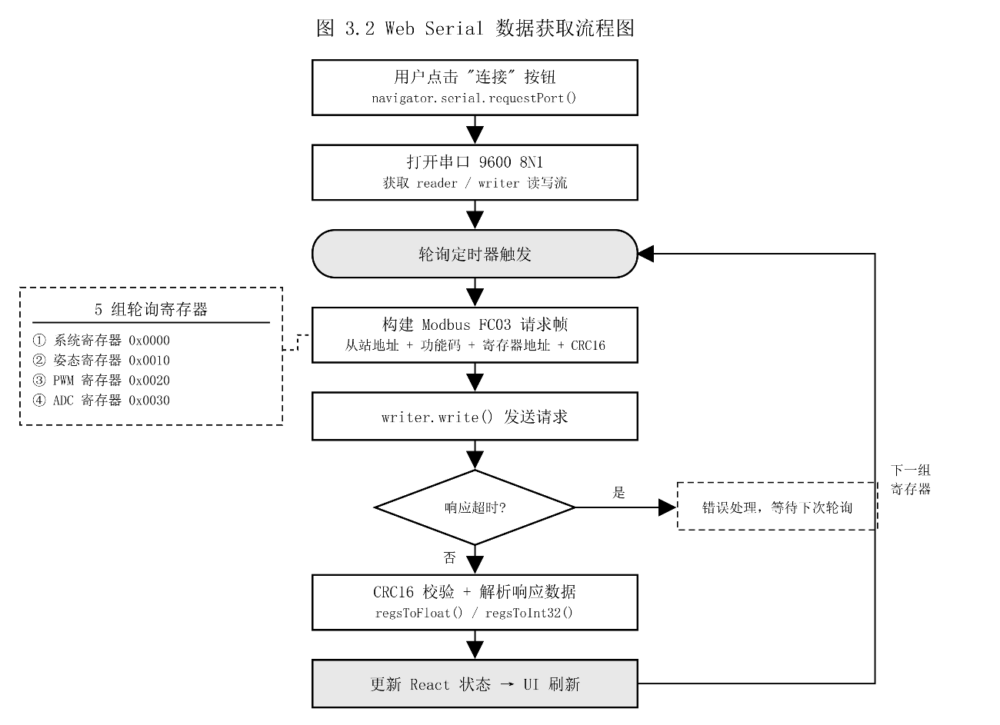 图 3.2 Web Serial 数据获取流程图
用户点击 "连接" 按钮
navigator.serial.requestPort()
打开串口 9600 8N1
获取 reader / writer 读写流
轮询定时器触发
5 组轮询寄存器
① 系统寄存器 0x0000
② 姿态寄存器 0x0010
③ PWM 寄存器 0x0020
④ ADC 寄存器 0x0030
构建 Modbus FC03 请求帧
从站地址 + 功能码 + 寄存器地址 + CRC16
writer.write() 发送请求
响应超时?
是
错误处理, 等待下次轮询
下一组
寄存器
否
CRC16 校验 + 解析响应数据
regsToFloat() / regsToInt32()
更新 React 状态 → UI 刷新